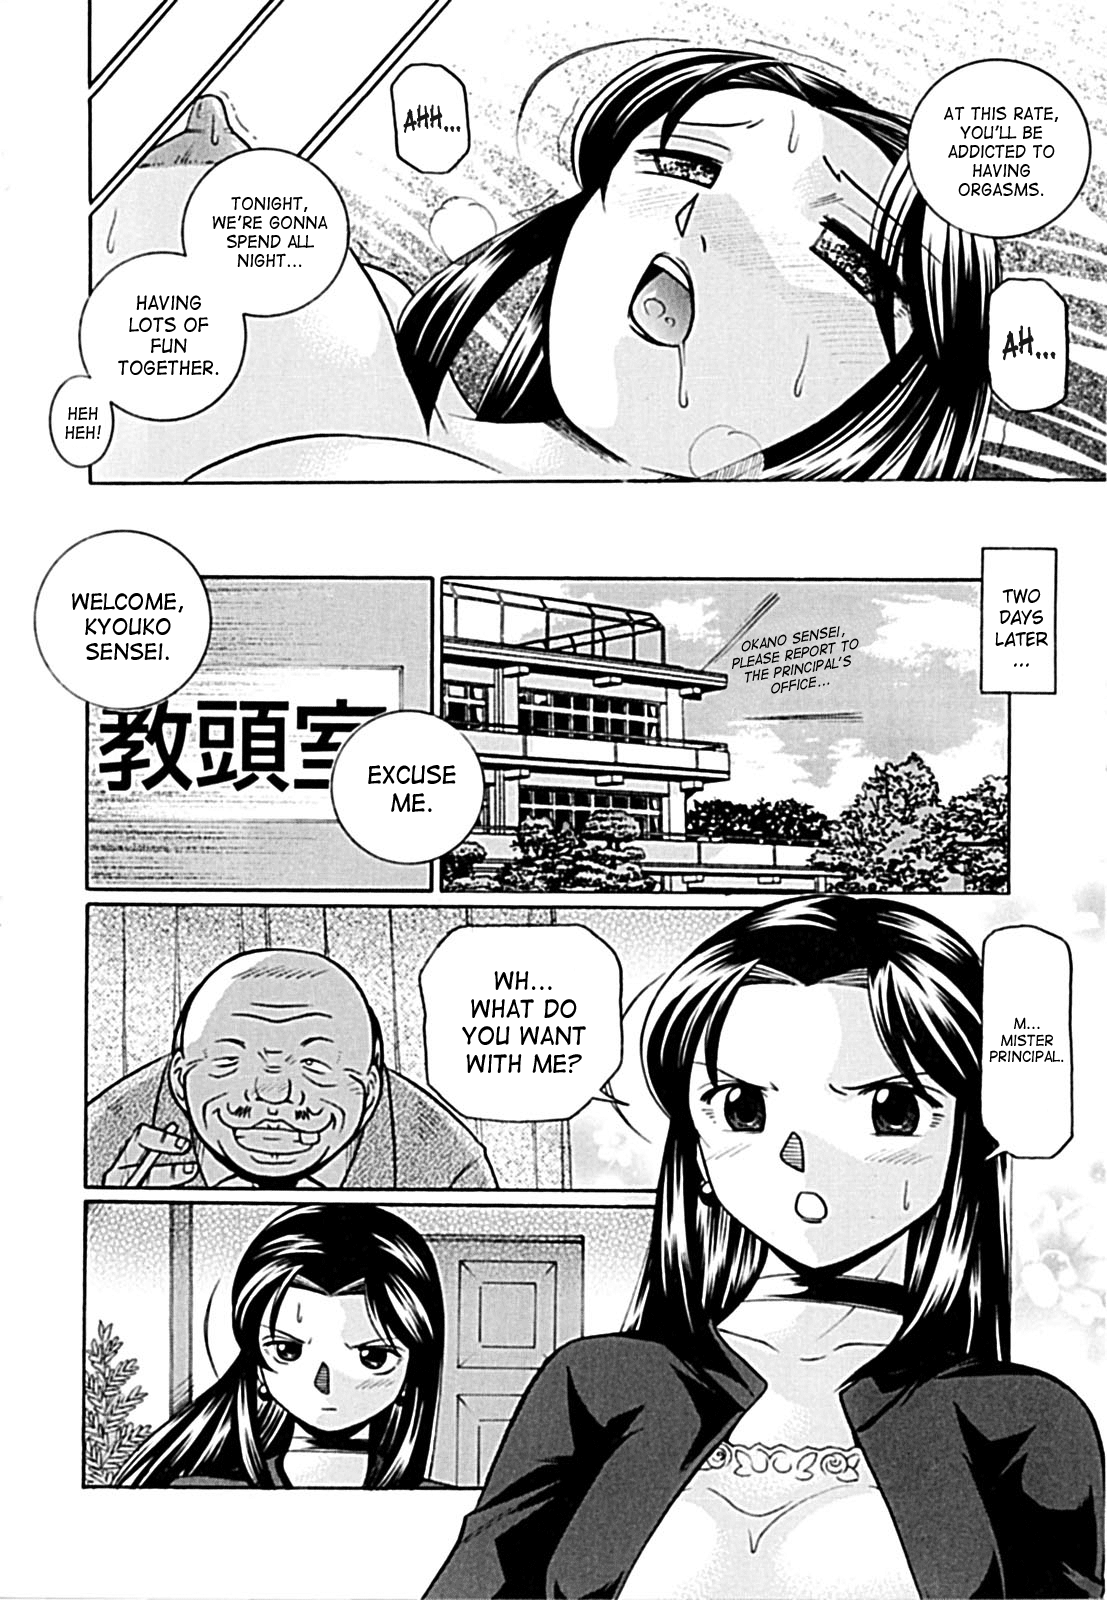 AT THIS RATE,
YOU'LL BE
ADDICTED TO
HAVING
ORGASMS.
AHH...
AH...
TONIGHT,
WE'RE GONNA
SPEND ALL
NIGHT...
HAVING
LOTS OF
FUN
TOGETHER.
HEH
HEH!
TWO
DAYS
LATER
...
OKANO SENSEI,
PLEASE REPORT TO
THE PRINCIPAL'S
OFFICE...
EXCUSE
ME.
教頭室
WELCOME,
KYOUKO
SENSEI.
M...
MISTER
PRINCIPAL.
WH...
WHAT DO
YOU WANT
WITH ME?